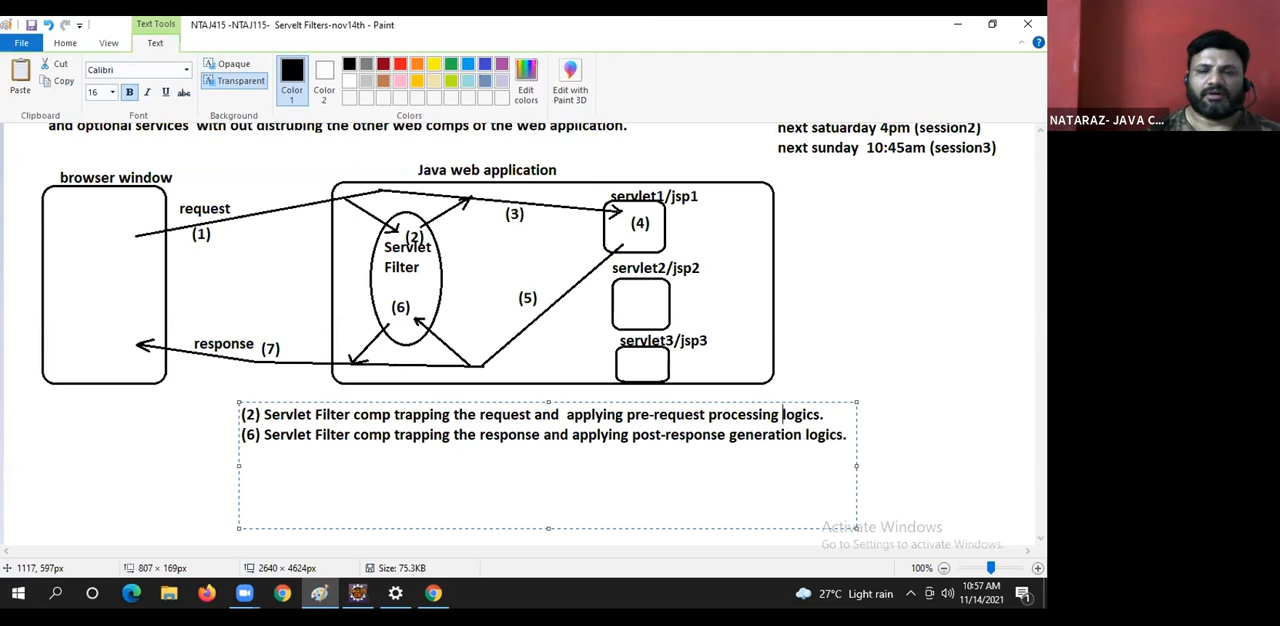 Text Tools
NTAJ415 -NTAJ115- Servelt Filters-nov14th - Paint
File
Home
View
Text
Paste
Cut
Copy
Clipboard
Calibri
16
B
I
U
abc
Font
Opaque
Transparent
Background
Color
1
Color
2
Edit
colors
Edit with
Paint 3D
Colors
NATARAZ- JAVA C...
and optional services with out distrubing the other web comps of the web application.
next satuarday 4pm (session2)
next sunday 10:45am (session3)
browser window
Java web application
request
(1)
(2)
Servlet
Filter
(3)
servlet1/jsp1
(4)
servlet2/jsp2
(5)
(6)
servlet3/jsp3
response
(7)
(2) Servlet Filter comp trapping the request and applying pre-request processing logics.
(6) Servlet Filter comp trapping the response and applying post-response generation logics.
Activate Windows
Go to Settings to activate Windows.
1117, 597px
807 × 169px
2640 × 4624px
Size: 75.3KB
100%
27°C Light rain
10:57 AM
11/14/2021
1